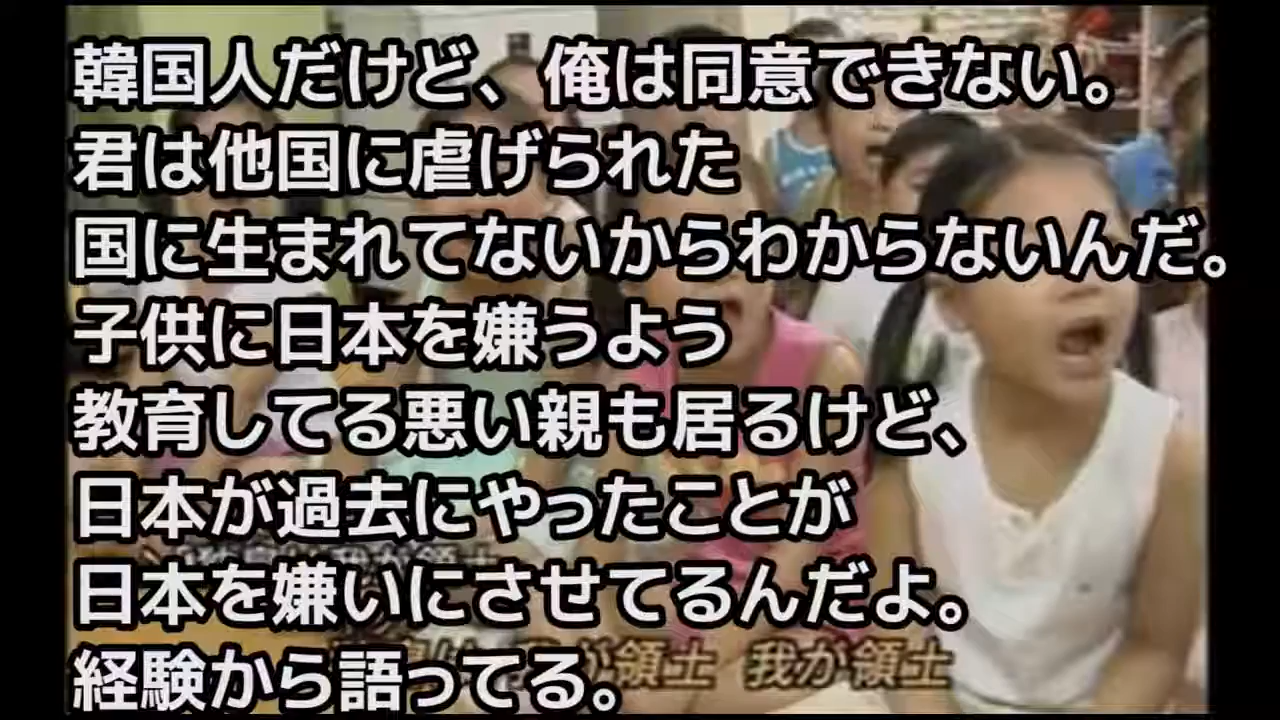 韓国人だけど、俺は同意できない。
君は他国に虐げられた
国に生まれてないからわからないんだ。
子供に日本を嫌うよう
教育してる悪い親も居るけど、
日本が過去にやったことが
日本を嫌いにさせてるんだよ。
経験から語ってる。
が領土 我が領土